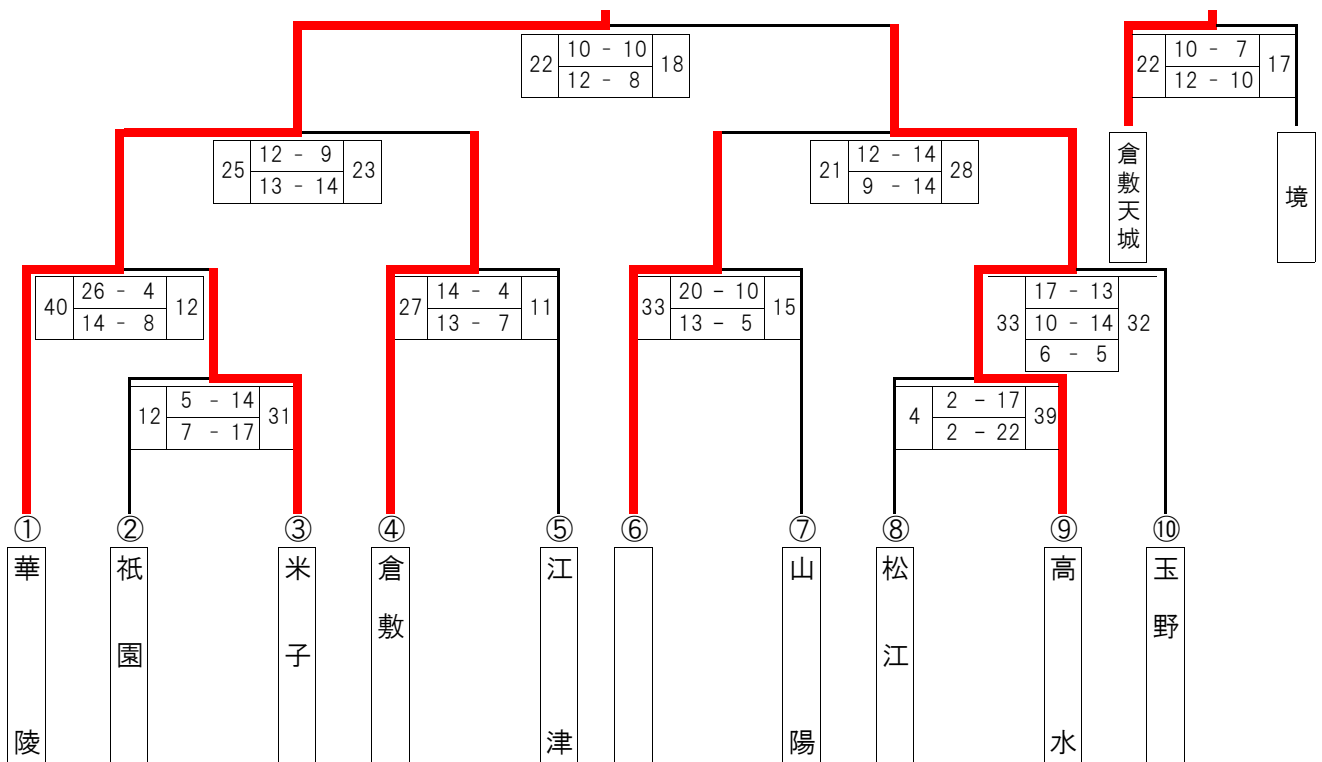 22 10 - 10 18
12 - 8
22 10 - 7 17
12 - 10
倉敷天城
境
25 12 - 9 23
13 - 14
21 12 - 14 28
9 - 14
40 26 - 4 12
14 - 8
27 14 - 4 11
13 - 7
33 20 - 10 15
13 - 5
33 17 - 13 32
10 - 14
6 - 5
12 5 - 14 31
7 - 17
4 2 - 17 39
2 - 22
① ② ③ ④ ⑤ ⑥ ⑦ ⑧ ⑨ ⑩
華陵
祇園
米子
倉敷
江津
山陽
松江
高水
玉野